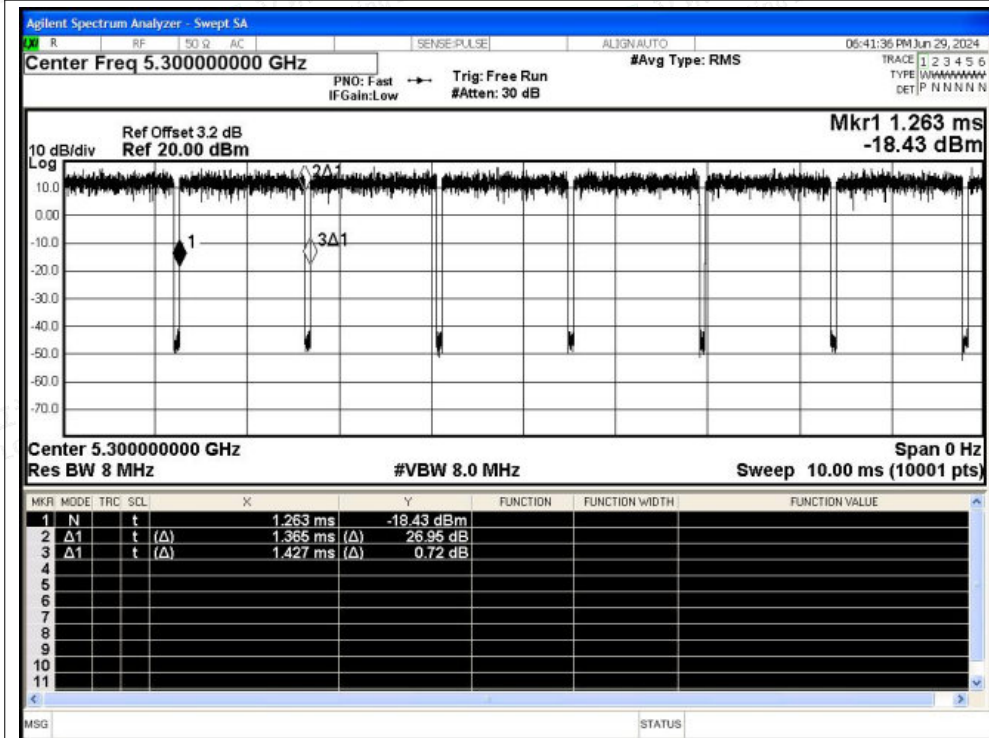 Agilent Spectrum Analyzer - Swept SA
LXI R RF 50 Ω AC SENSE:PULSE ALIGN AUTO 06:41:36 PM Jun 29, 2024
Center Freq 5.300000000 GHz #Avg Type: RMS TRACE 1 2 3 4 5 6
PNO: Fast Trig: Free Run TYPE
IFGain:Low #Atten: 30 dB DET P N N N N N
Ref Offset 3.2 dB Mkr1 1.263 ms
10 dB/div Ref 20.00 dBm -18.43 dBm
Log
2Δ1
10.0
0.00
-10.0 1 3Δ1
-20.0
-30.0
-40.0
-50.0
-60.0
-70.0
Center 5.300000000 GHz Span 0 Hz
Res BW 8 MHz #VBW 8.0 MHz Sweep 10.00 ms (10001 pts)
MKR MODE TRC SCL X Y FUNCTION FUNCTION WIDTH FUNCTION VALUE
1 N t 1.263 ms -18.43 dBm
2 Δ1 t (Δ) 1.365 ms (Δ) 26.95 dB
3 Δ1 t (Δ) 1.427 ms (Δ) 0.72 dB
4
5
6
7
8
9
10
11
MSG STATUS